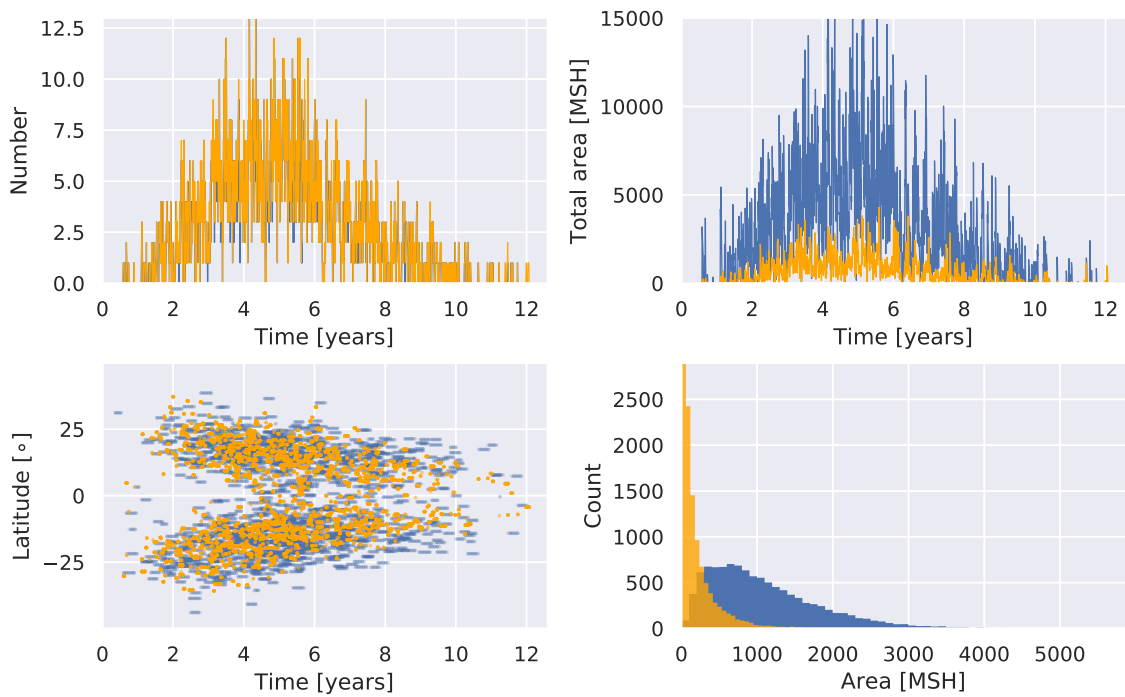 Number
12.5
10.0
7.5
5.0
2.5
0.0
0 2 4 6 8 10 12
Time [years]
Total area [MSH]
15000
10000
5000
0
0 2 4 6 8 10 12
Time [years]
Latitude [∘]
25
0
−25
0 2 4 6 8 10 12
Time [years]
Count
2500
2000
1500
1000
500
0
0 1000 2000 3000 4000 5000
Area [MSH]